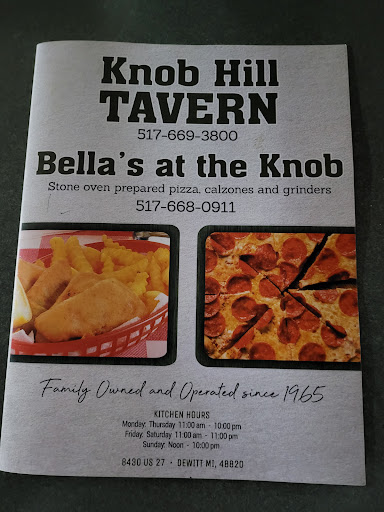 Knob Hill
TAVERN
517-669-3800
Bella's at the Knob
Stone oven prepared pizza, calzones and grinders
517-668-0911
Family Owned and Operated since 1965
KITCHEN HOURS
Monday: Thursday 11:00 am - 10:00 pm
Friday: Saturday 11:00 am - 11:00 pm
Sunday: Noon - 10:00 pm
8430 US 27 • DEWITT MI, 48820